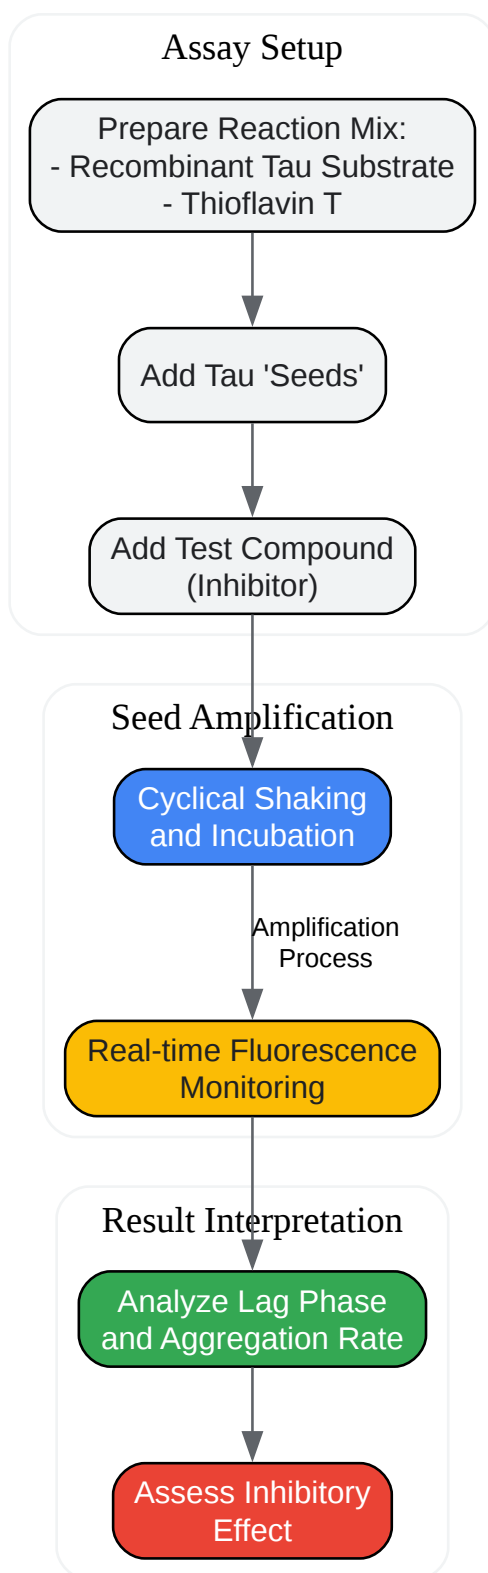 Assay Setup
Prepare Reaction Mix:
- Recombinant Tau Substrate
- Thioflavin T
Add Tau 'Seeds'
Add Test Compound
(Inhibitor)
Seed Amplification
Cyclical Shaking
and Incubation
Amplification
Process
Real-time Fluorescence
Monitoring
Result Interpretation
Analyze Lag Phase
and Aggregation Rate
Assess Inhibitory
Effect